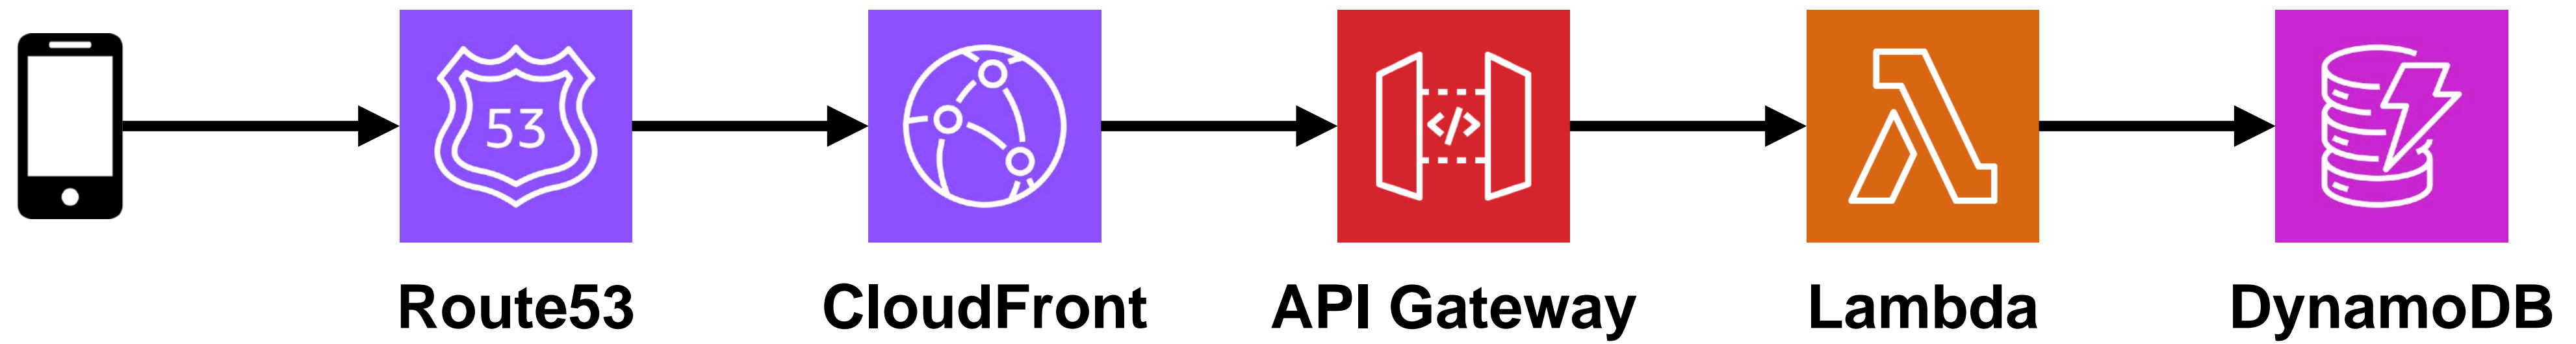 53
</>
Route53
CloudFront
API Gateway
Lambda
DynamoDB